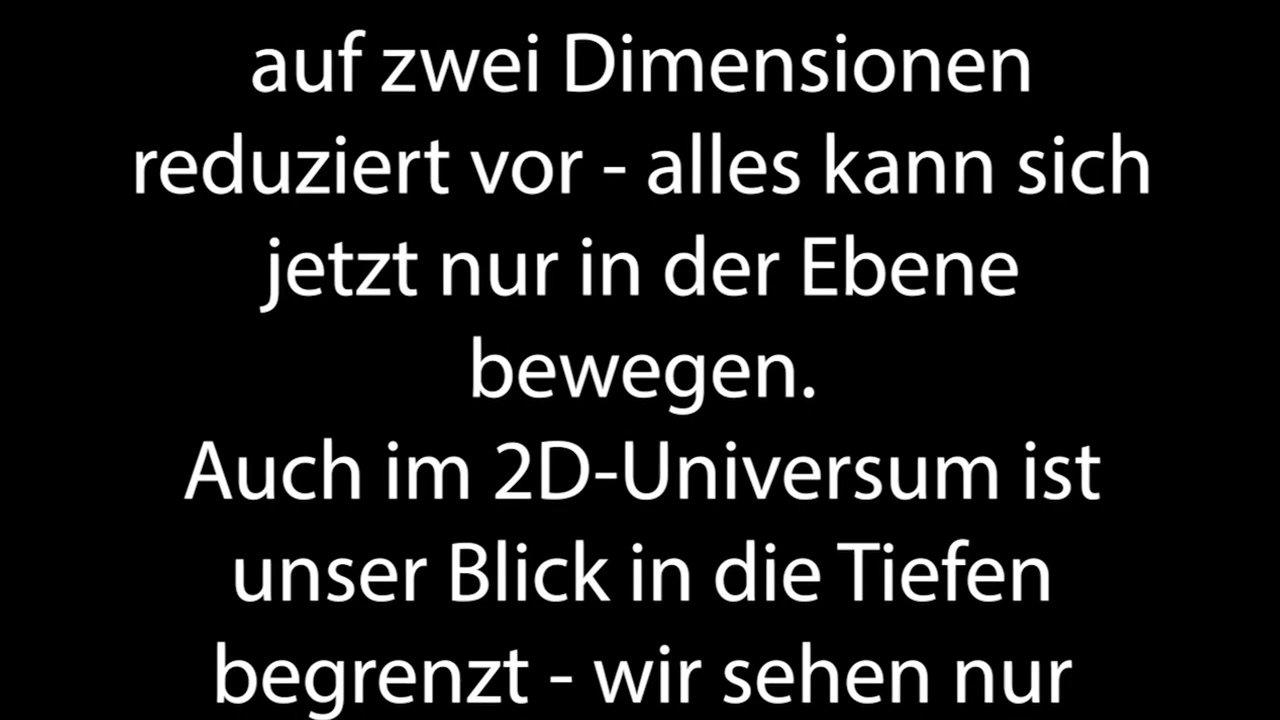 auf zwei Dimensionen
reduziert vor - alles kann sich
jetzt nur in der Ebene
bewegen.
Auch im 2D-Universum ist
unser Blick in die Tiefen
begrenzt - wir sehen nur